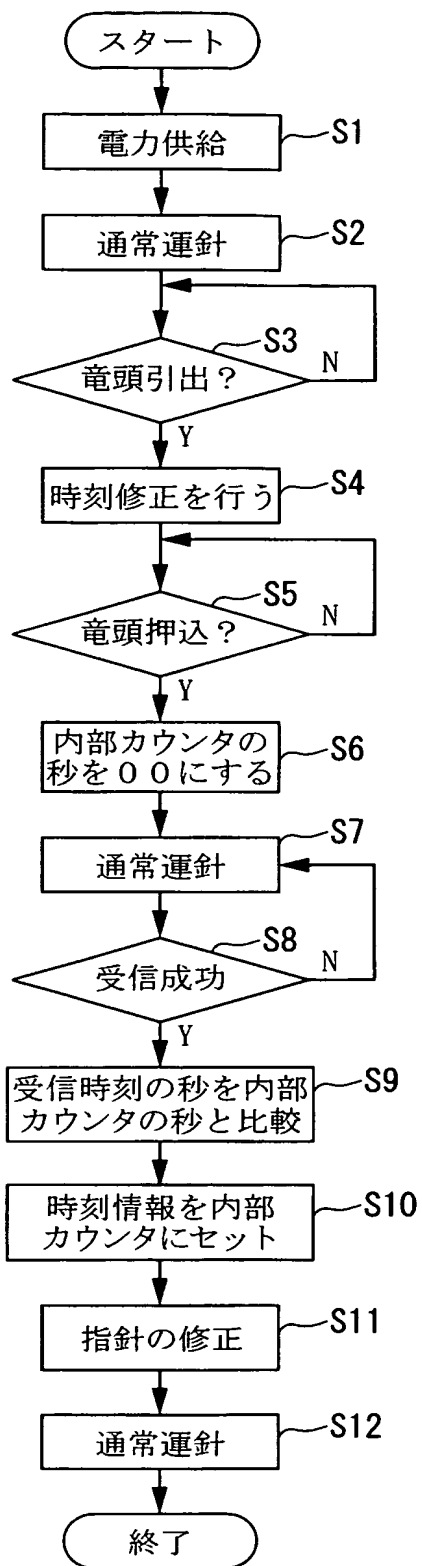 スタート
電力供給
S1
通常運針
S2
竜頭引出？
S3
N
Y
時刻修正を行う
S4
竜頭押込？
S5
N
Y
内部カウンタの
秒を００にする
S6
通常運針
S7
受信成功
S8
N
Y
受信時刻の秒を内部
カウンタの秒と比較
S9
時刻情報を内部
カウンタにセット
S10
指針の修正
S11
通常運針
S12
終了